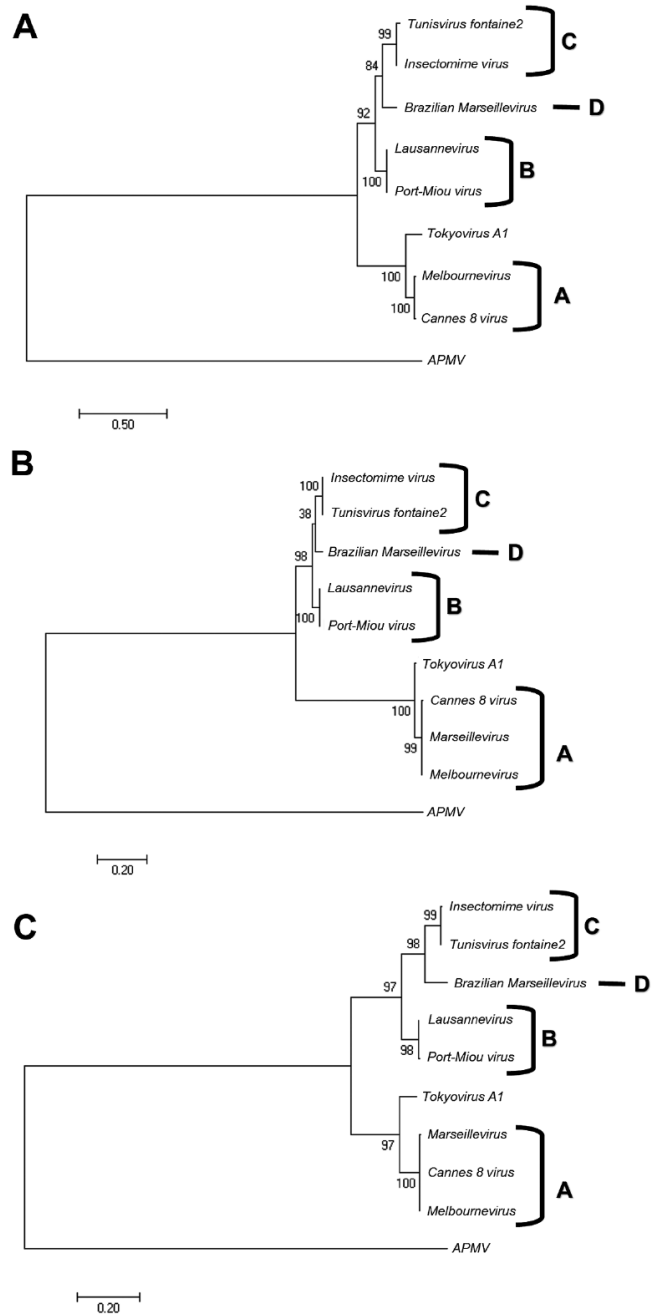 A
99
Tunisvirus fontaine2
C
Insectomime virus
84
Brazilian Marseillevirus
D
92
Lausannevirus
B
100
Port-Miou virus
Tokyovirus A1
100
Melbournevirus
A
100
Cannes 8 virus
APMV
0.50
B
100
Insectomime virus
C
38
Tunisvirus fontaine2
98
Brazilian Marseillevirus
D
Lausannevirus
B
100
Port-Miou virus
Tokyovirus A1
100
Cannes 8 virus
99
Marseillevirus
A
Melbournevirus
APMV
0.20
C
99
Insectomime virus
C
98
Tunisvirus fontaine2
97
Brazilian Marseillevirus
D
Lausannevirus
B
98
Port-Miou virus
Tokyovirus A1
97
Marseillevirus
100
Cannes 8 virus
A
Melbournevirus
APMV
0.20